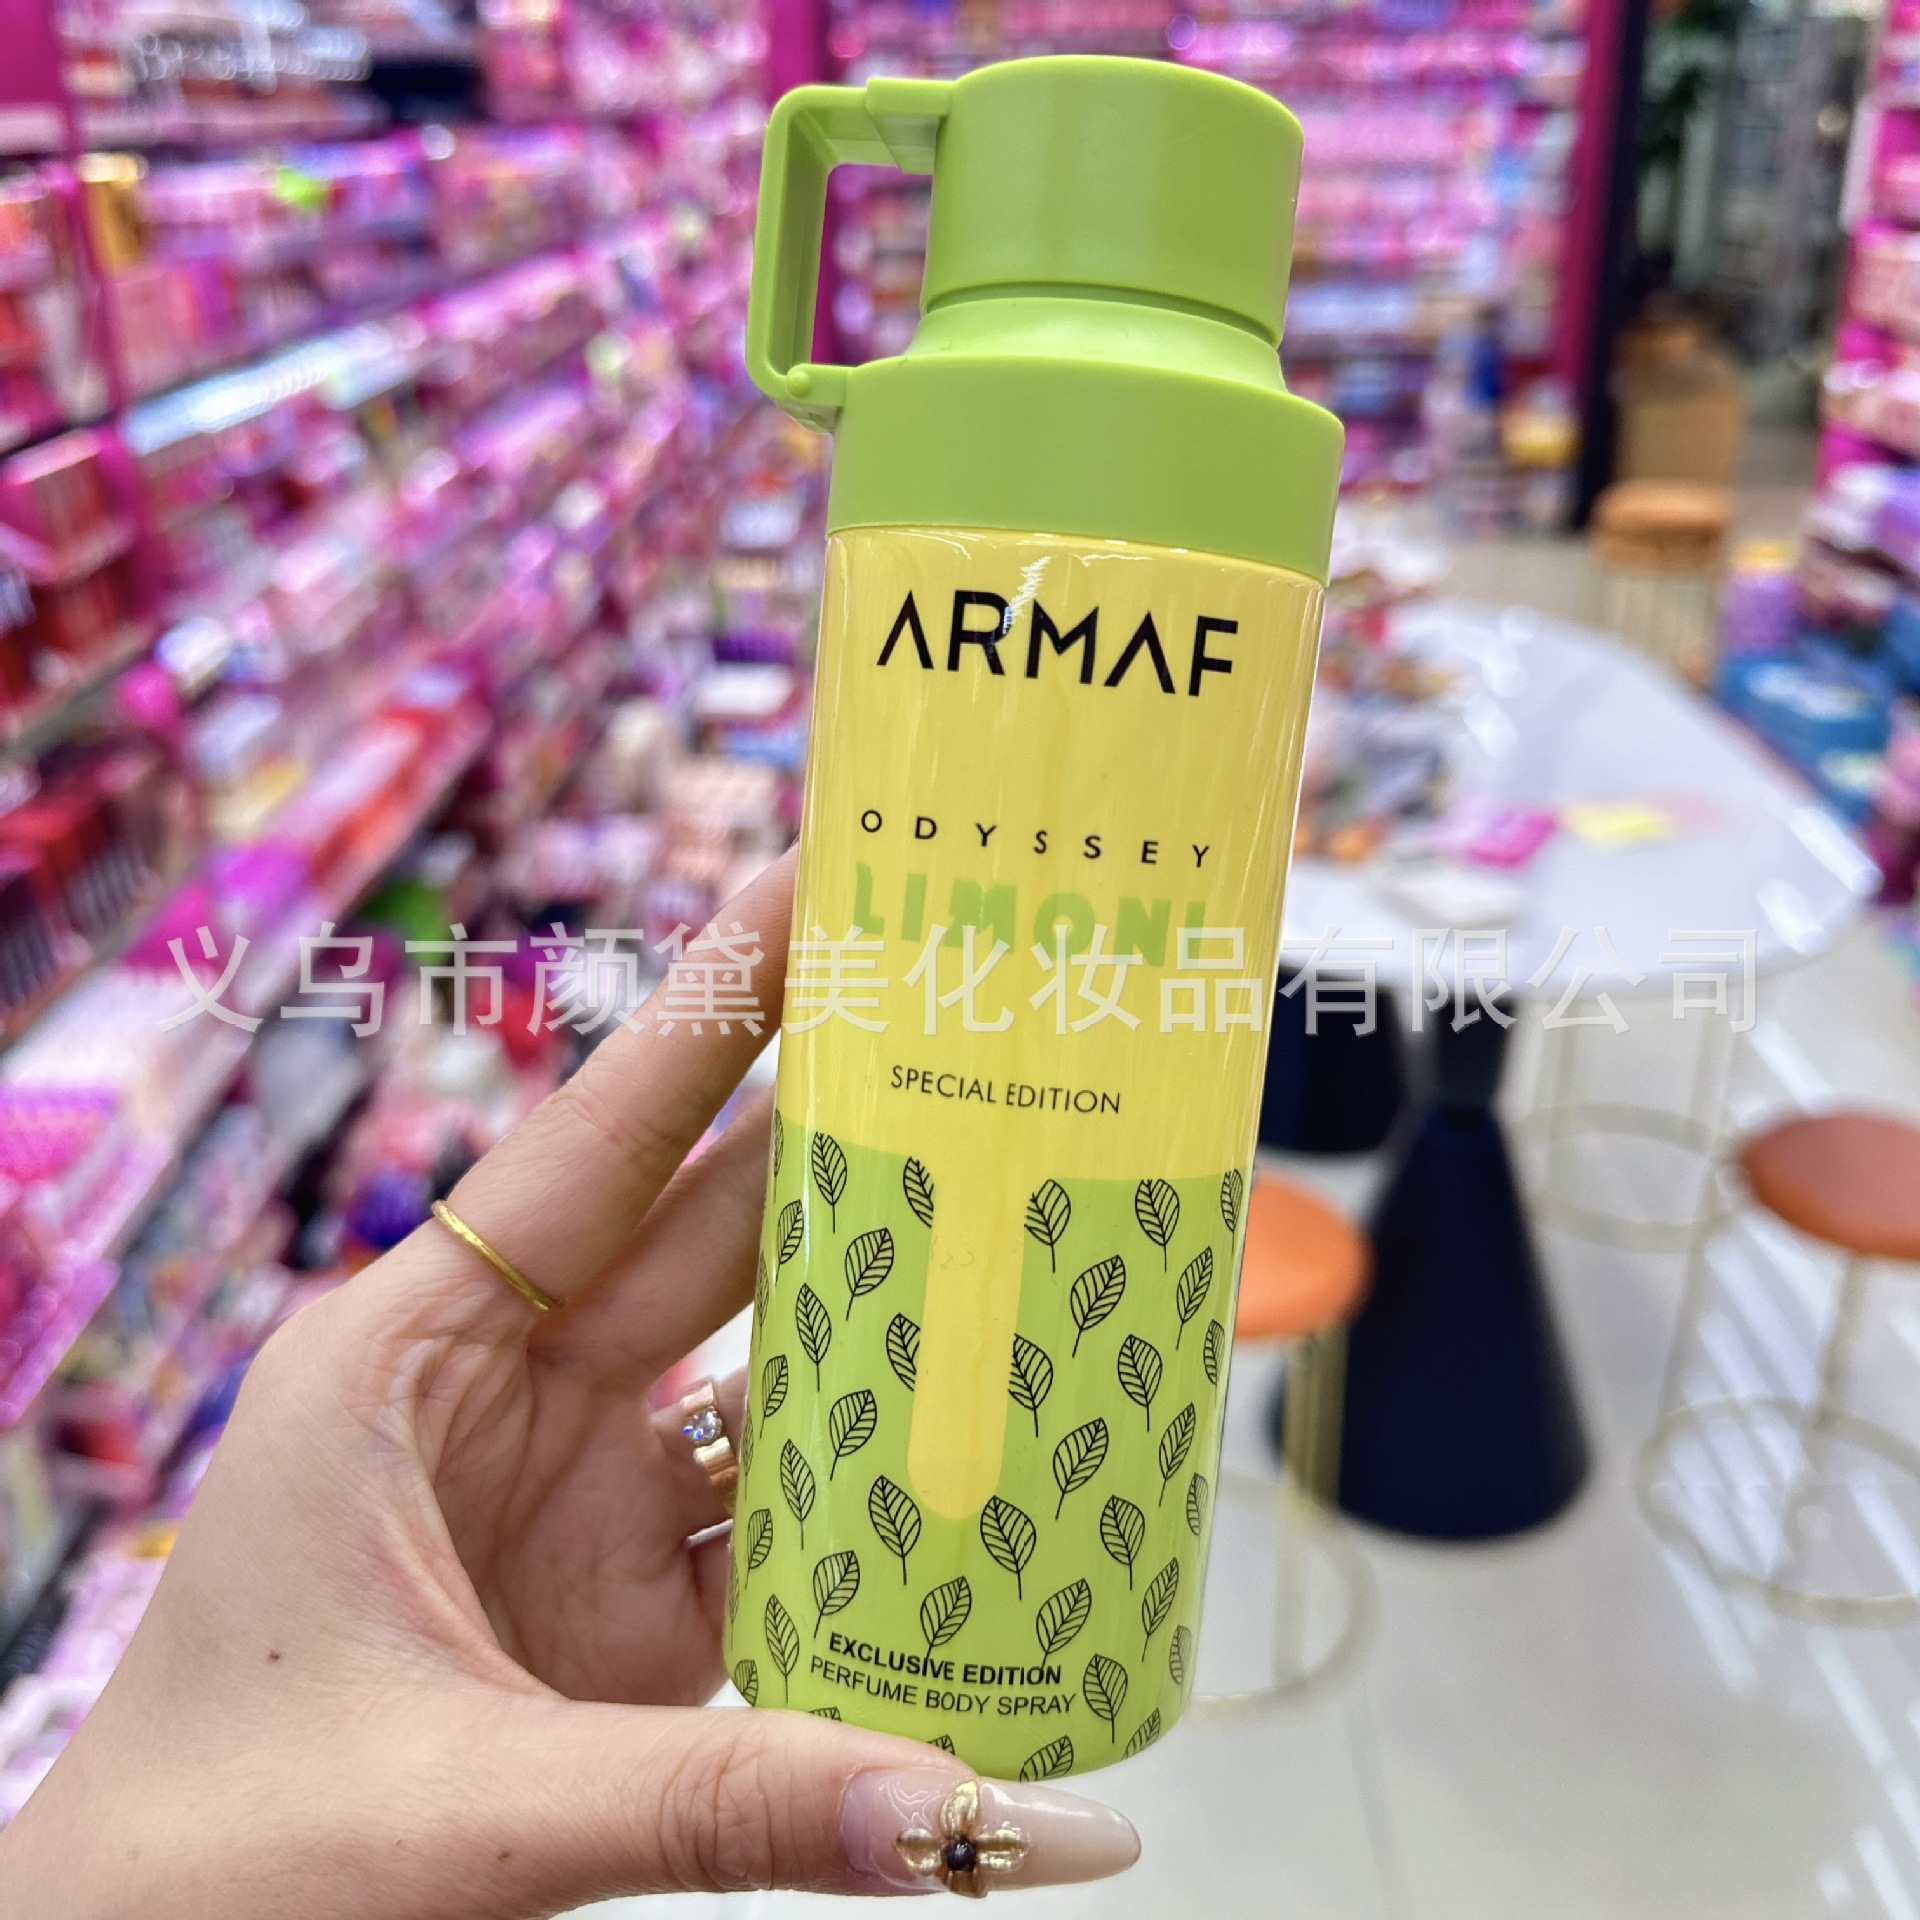 ARMAF
ODYSSEY
LIMONI
义乌市颜黛美化妆品有限公司
SPECIAL EDITION
EXCLUSIVE EDITION
PERFUME BODY SPRAY